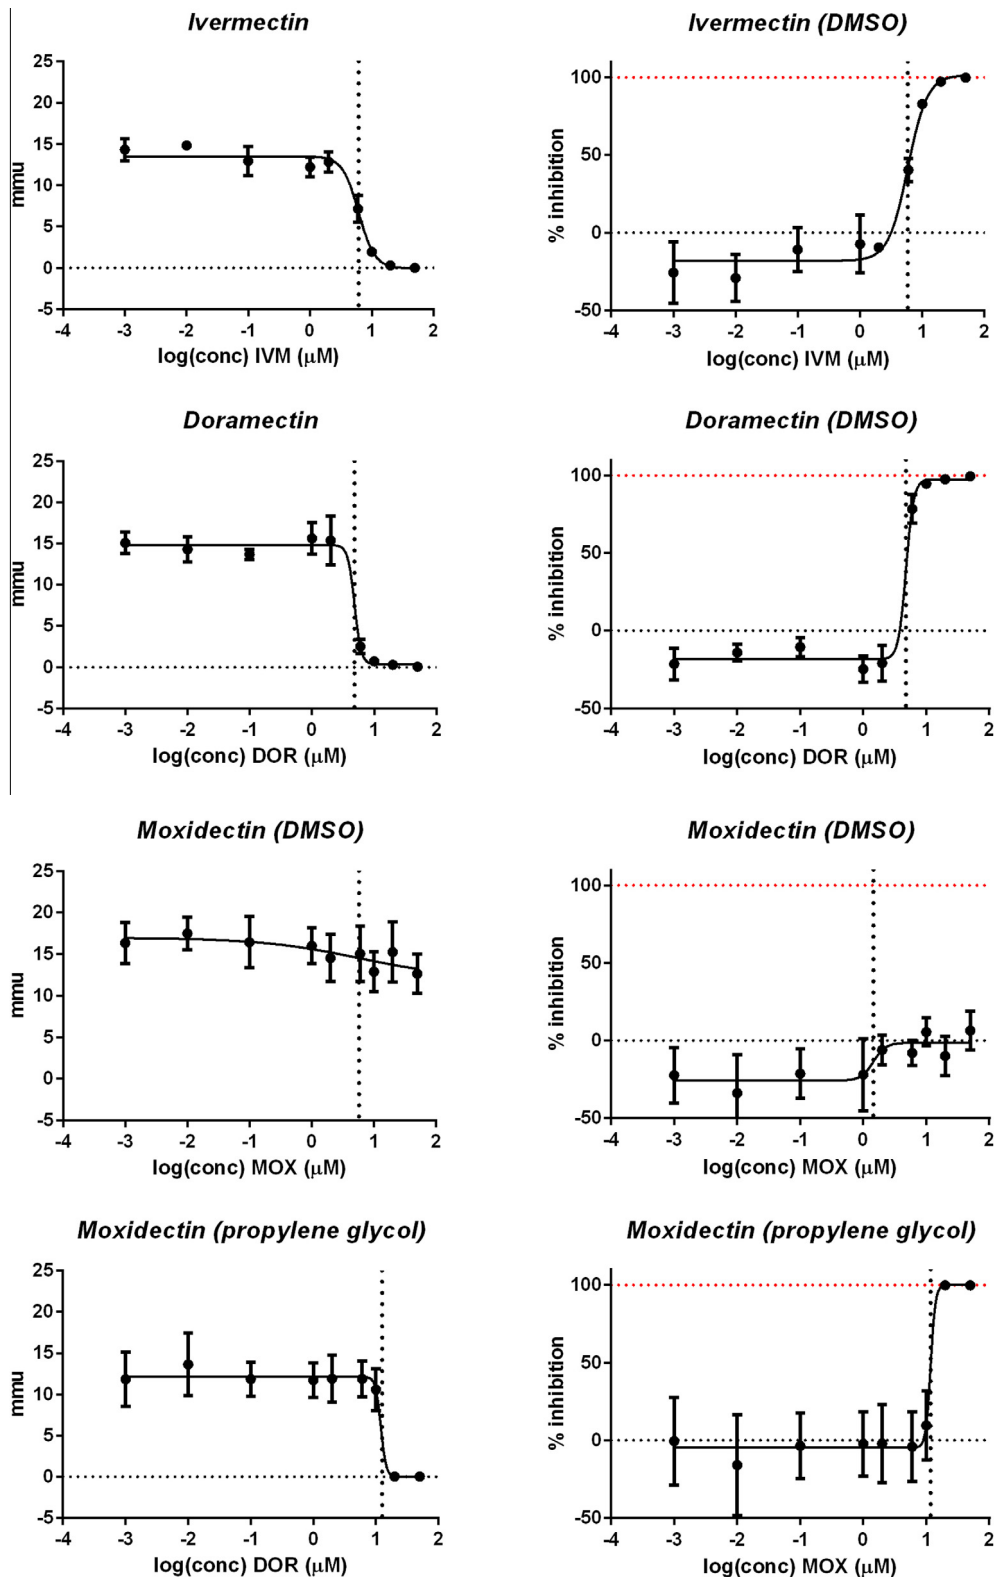 Ivermectin
25
20
15
10
5
0
-5
mmu
-4 -3 -2 -1 0 1 2
log(conc) IVM (μM)
Ivermectin (DMSO)
100
50
0
-50
% inhibition
-4 -3 -2 -1 0 1 2
log(conc) IVM (μM)
Doramectin
25
20
15
10
5
0
-5
mmu
-4 -3 -2 -1 0 1 2
log(conc) DOR (μM)
Doramectin (DMSO)
100
50
0
-50
% inhibition
-4 -3 -2 -1 0 1 2
log(conc) DOR (μM)
Moxidectin (DMSO)
25
20
15
10
5
0
-5
mmu
-4 -3 -2 -1 0 1 2
log(conc) MOX (μM)
Moxidectin (DMSO)
100
50
0
-50
% inhibition
-4 -3 -2 -1 0 1 2
log(conc) MOX (μM)
Moxidectin (propylene glycol)
25
20
15
10
5
0
-5
mmu
-4 -3 -2 -1 0 1 2
log(conc) DOR (μM)
Moxidectin (propylene glycol)
100
50
0
-50
% inhibition
-4 -3 -2 -1 0 1 2
log(conc) MOX (μM)